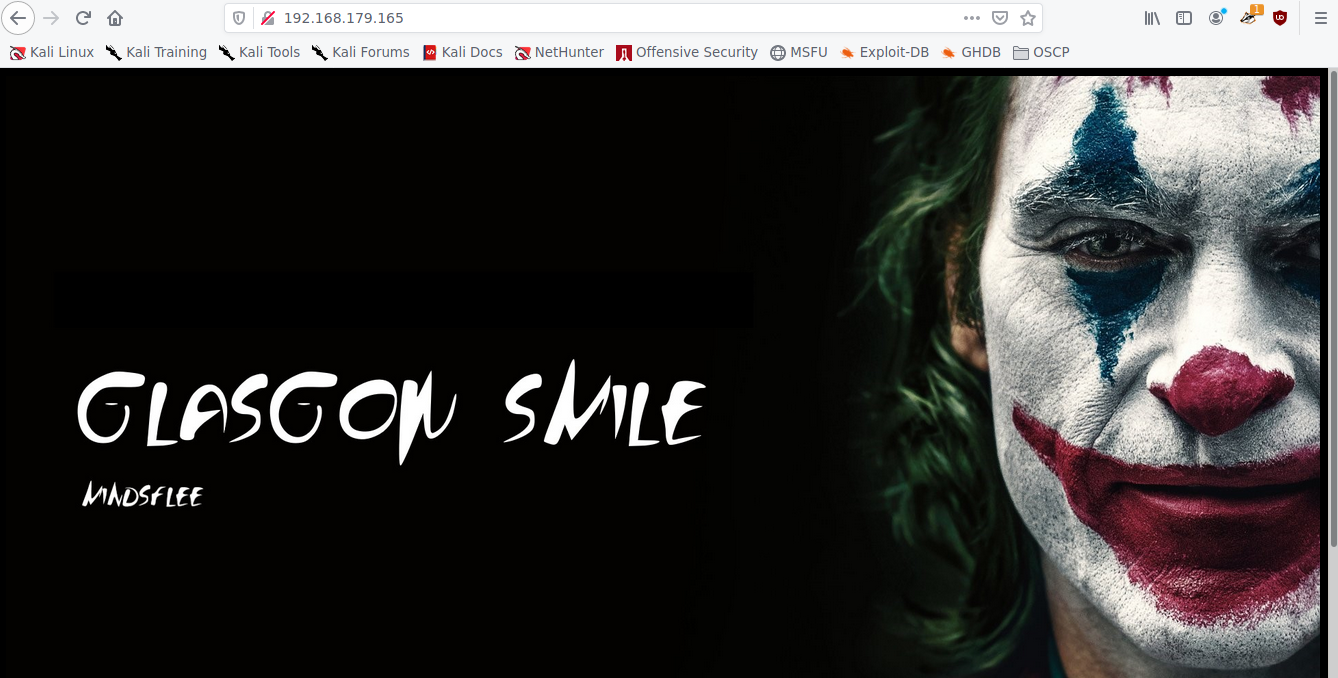 192.168.179.165
1
Kali Linux Kali Training Kali Tools Kali Forums Kali Docs NetHunter Offensive Security MSFU Exploit-DB GHDB OSCP
GLASGOW SMILE
MINDSFLEE